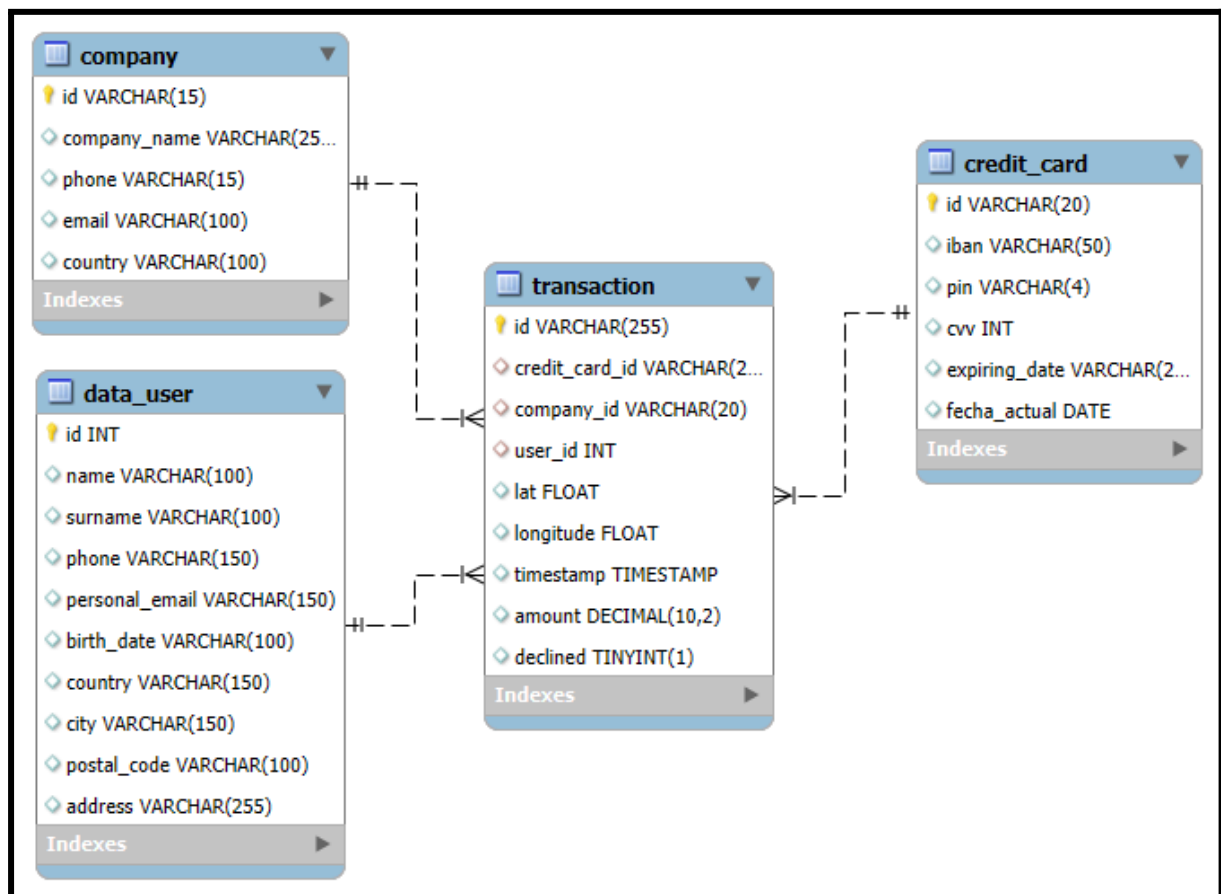 company
id VARCHAR(15)
company_name VARCHAR(25...
phone VARCHAR(15)
email VARCHAR(100)
country VARCHAR(100)
Indexes
data_user
id INT
name VARCHAR(100)
surname VARCHAR(100)
phone VARCHAR(150)
personal_email VARCHAR(150)
birth_date VARCHAR(100)
country VARCHAR(150)
city VARCHAR(150)
postal_code VARCHAR(100)
address VARCHAR(255)
Indexes
transaction
id VARCHAR(255)
credit_card_id VARCHAR(2...
company_id VARCHAR(20)
user_id INT
lat FLOAT
longitude FLOAT
timestamp TIMESTAMP
amount DECIMAL(10,2)
declined TINYINT(1)
Indexes
credit_card
id VARCHAR(20)
iban VARCHAR(50)
pin VARCHAR(4)
cvv INT
expiring_date VARCHAR(2...
fecha_actual DATE
Indexes